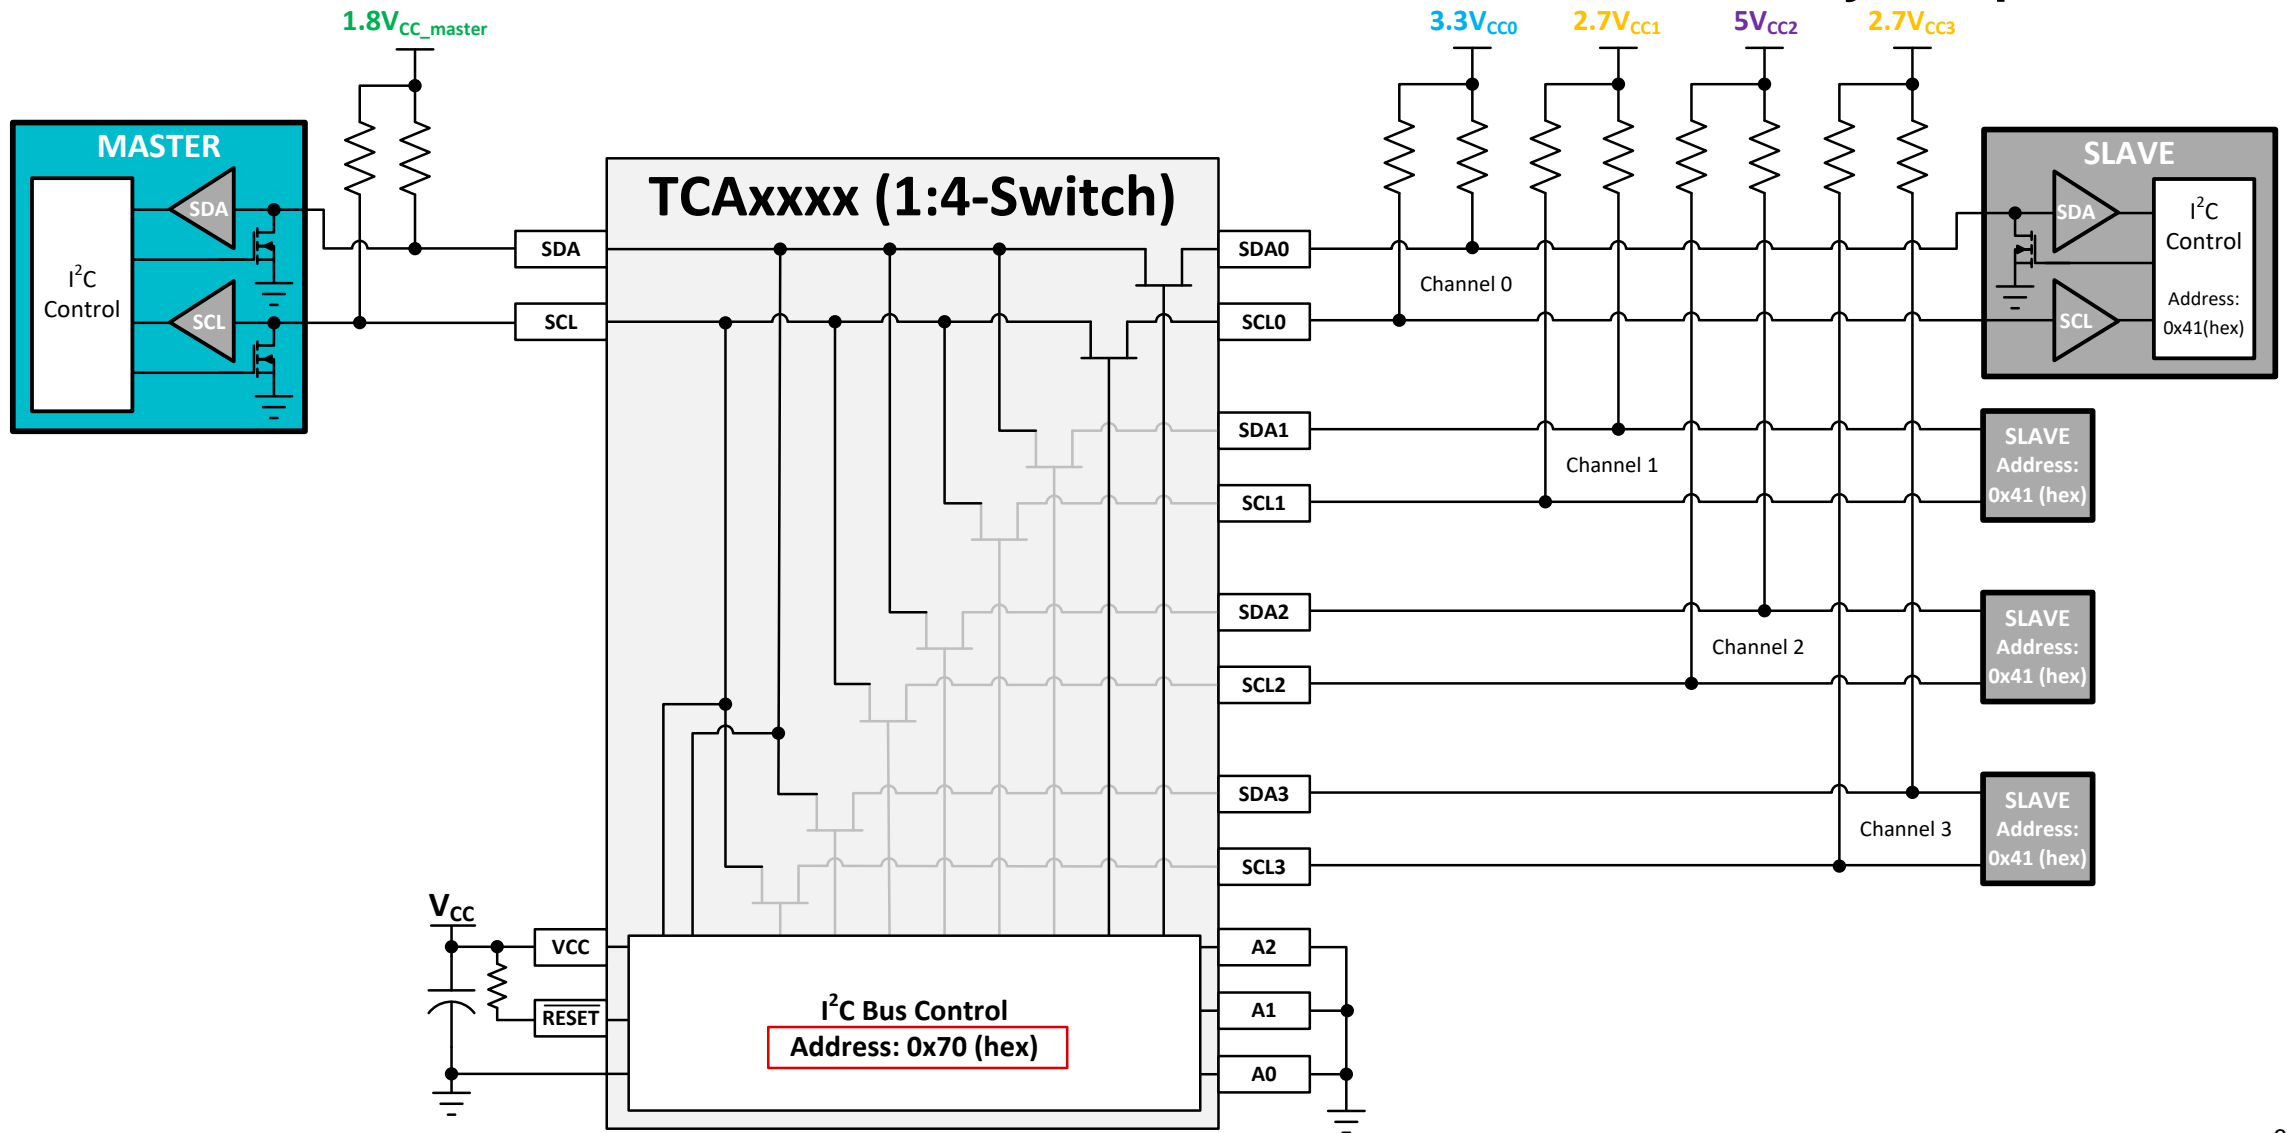 1.8VCC_master
3.3VCC0
2.7VCC1
5VCC2
2.7VCC3
MASTER
SDA
I2C
Control
SCL
TCAxxxx (1:4-Switch)
SDA
SCL
SDA0
SCL0
SDA1
SCL1
SDA2
SCL2
SDA3
SCL3
Channel 0
Channel 1
Channel 2
Channel 3
SLAVE
SDA
SCL
I2C
Control
Address:
0x41(hex)
SLAVE
Address:
0x41 (hex)
SLAVE
Address:
0x41 (hex)
SLAVE
Address:
0x41 (hex)
VCC
VCC
RESET
I2C Bus Control
Address: 0x70 (hex)
A2
A1
A0